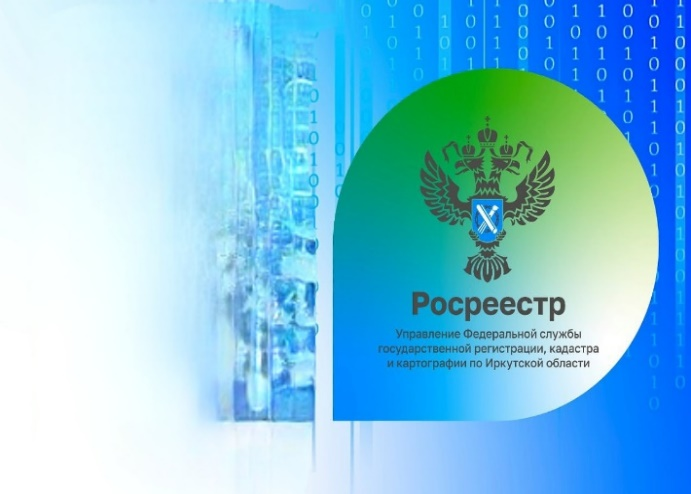 Росреестр
Управление Федеральной службы
государственной регистрации, кадастра
и картографии по Иркутской области